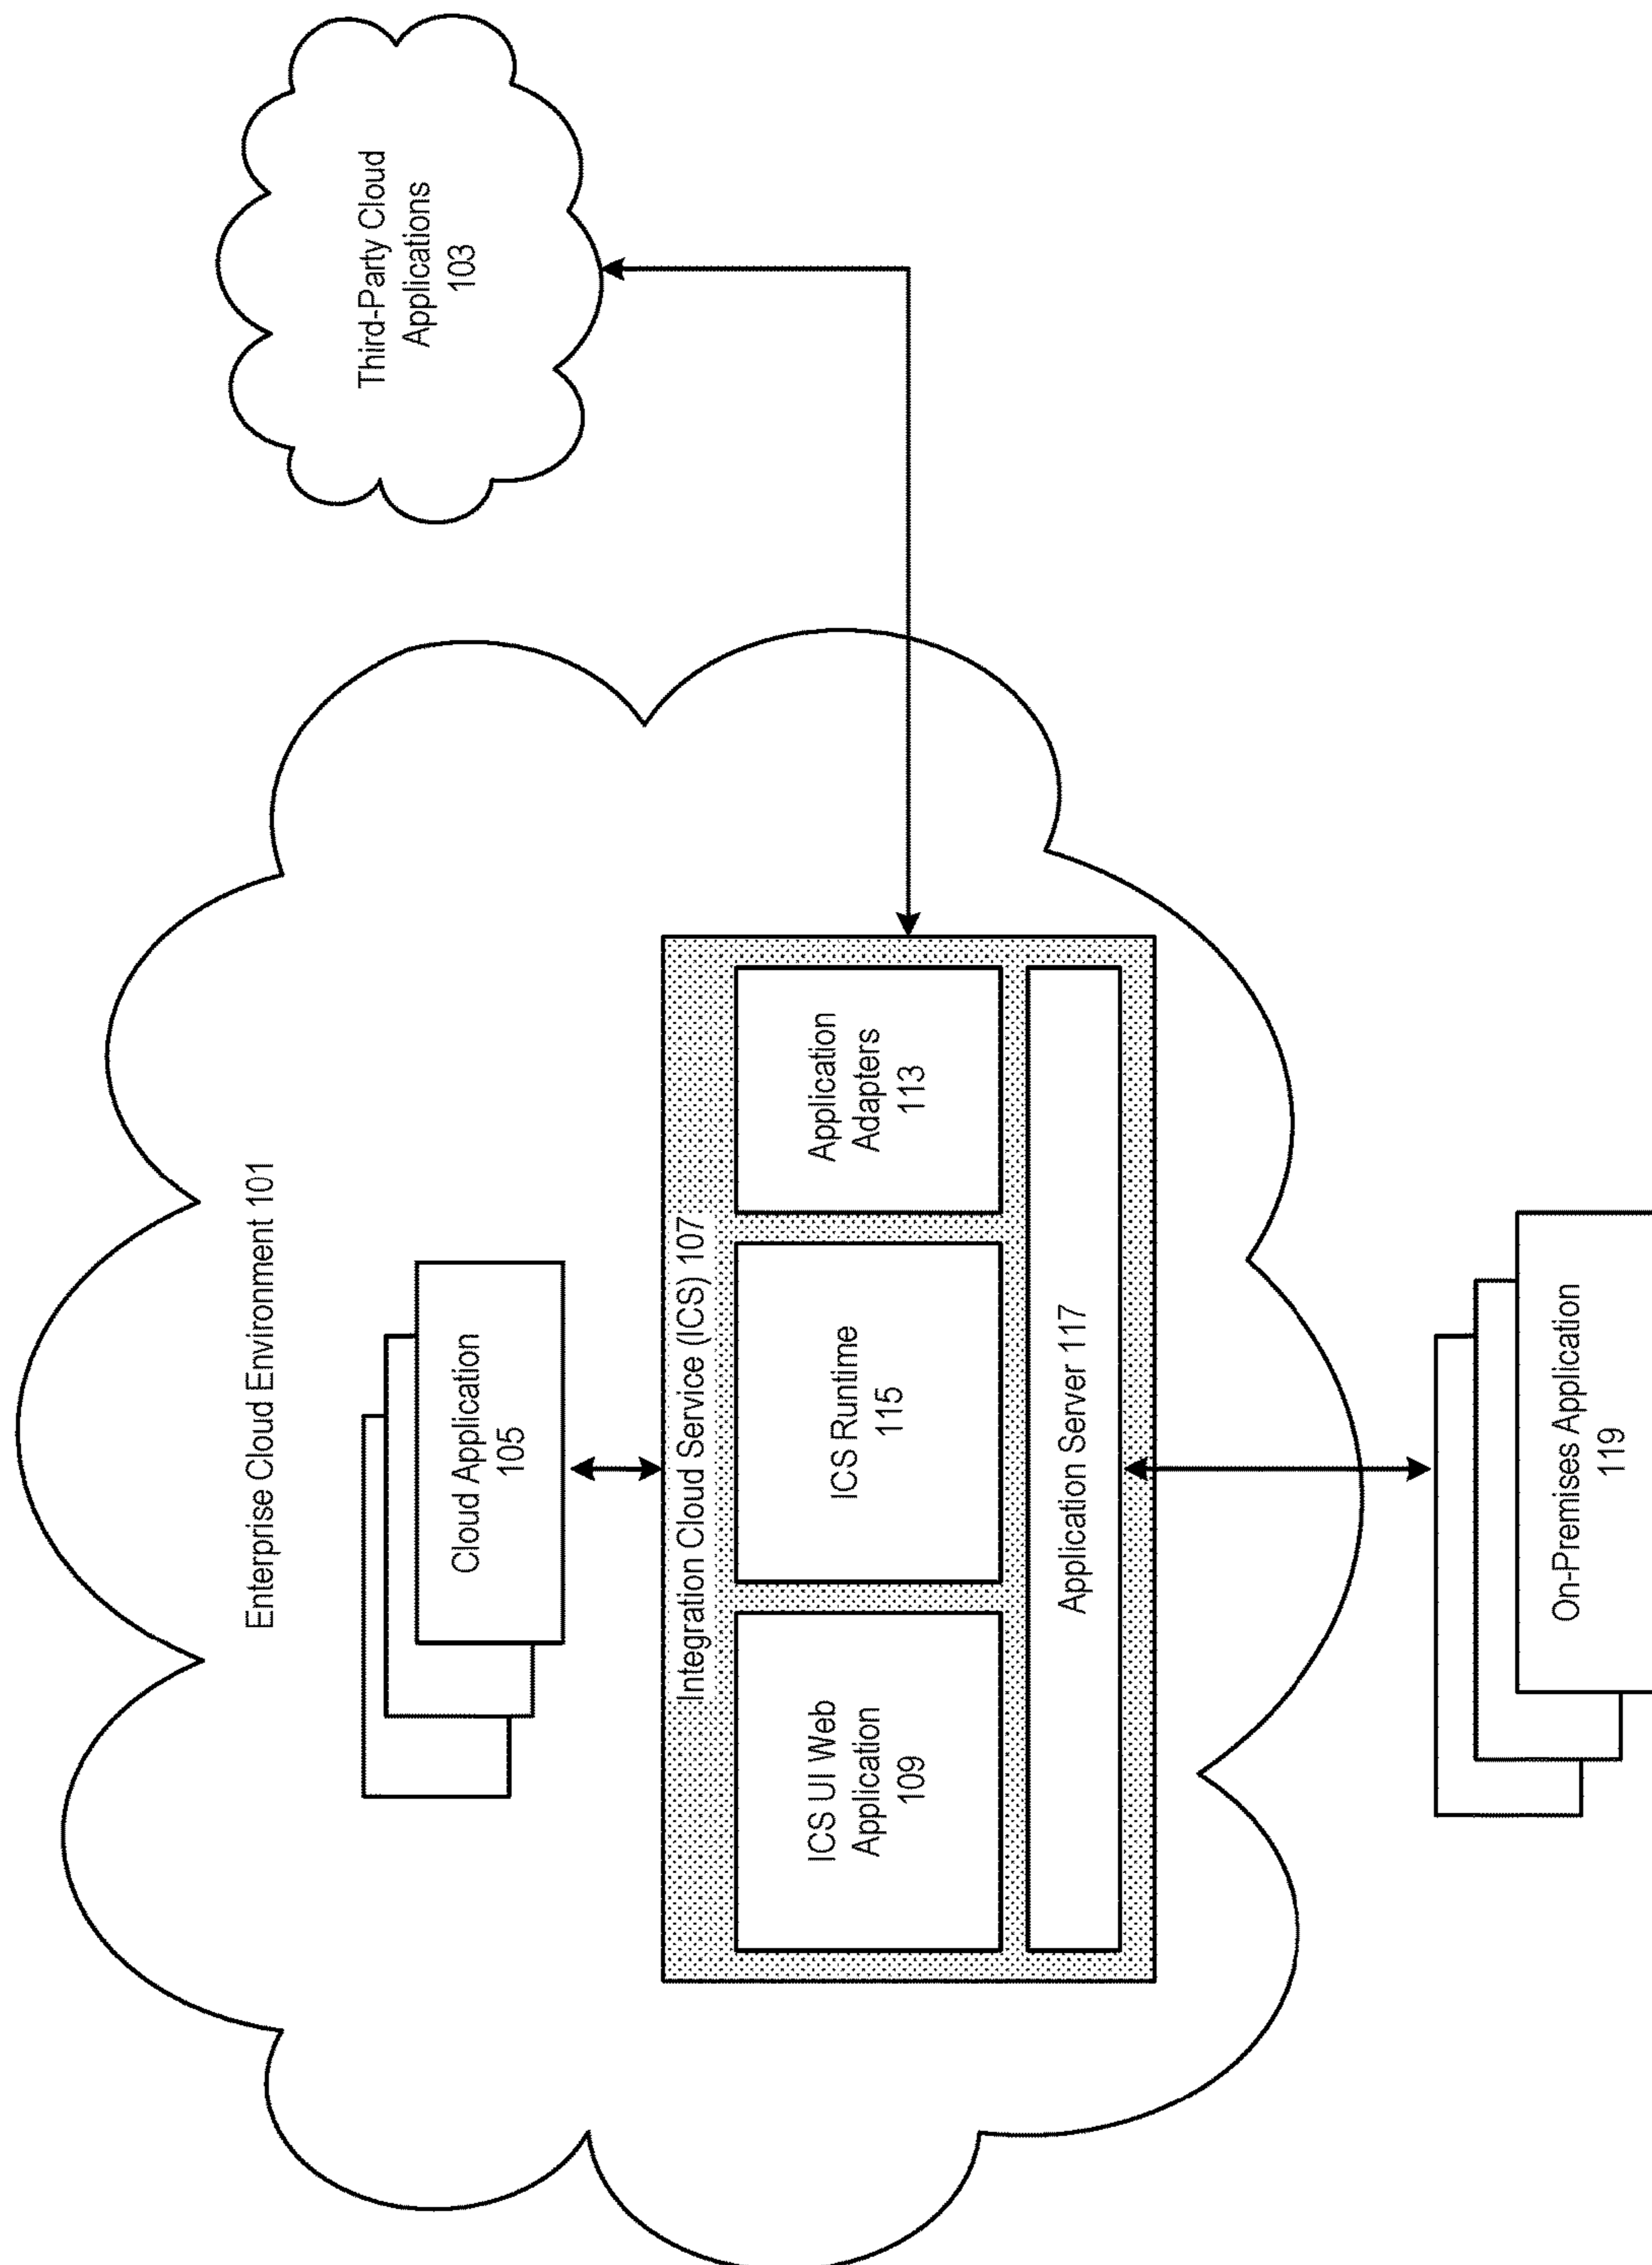 Third-Party Cloud
Applications
103
Enterprise Cloud Environment 101
Cloud Application
105
Integration Cloud Service (ICS) 107
ICS UI Web
Application
109
ICS Runtime
115
Application
Adapters
113
Application Server 117
On-Premises Application
119